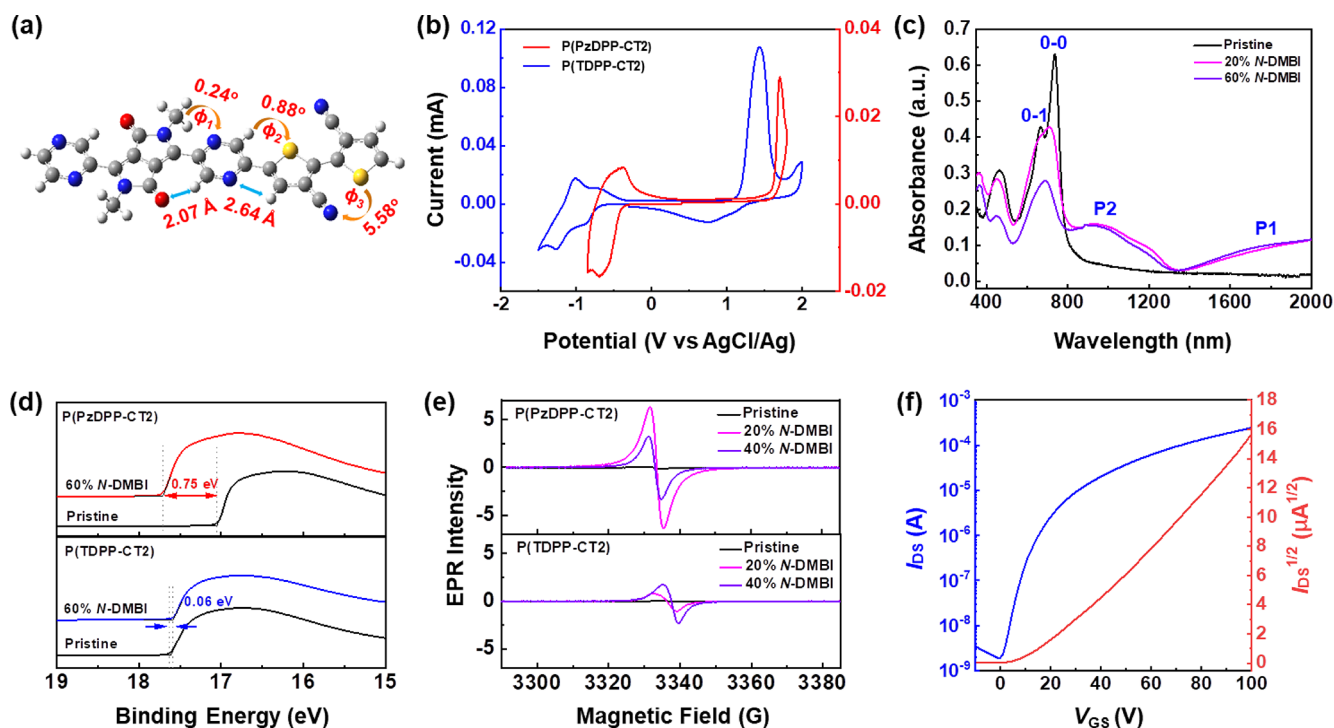 (a)
0.24°
ϕ1
0.88°
ϕ2
ϕ3
5.58°
2.07 Å
2.64 Å
(b)
P(PzDPP-CT2)
P(TDPP-CT2)
Current (mA)
0.12
0.08
0.04
0.00
-0.04
0.04
0.02
0.00
-0.02
-2
-1
0
1
2
Potential (V vs AgCl/Ag)
(c)
Pristine
20% N-DMBI
60% N-DMBI
0-0
0-1
P2
P1
Absorbance (a.u.)
0.7
0.6
0.5
0.4
0.3
0.2
0.1
0.0
400
800
1200
1600
2000
Wavelength (nm)
(d)
P(PzDPP-CT2)
60% N-DMBI
0.75 eV
Pristine
P(TDPP-CT2)
60% N-DMBI
0.06 eV
Pristine
19
18
17
16
15
Binding Energy (eV)
(e)
P(PzDPP-CT2)
Pristine
20% N-DMBI
40% N-DMBI
5
0
-5
P(TDPP-CT2)
Pristine
20% N-DMBI
40% N-DMBI
5
0
-5
EPR Intensity
3300
3320
3340
3360
3380
Magnetic Field (G)
(f)
10-3
10-4
10-5
10-6
10-7
10-8
10-9
IDS (A)
16
14
12
10
8
6
4
2
0
IDS1/2 (μA1/2)
0
20
40
60
80
100
VGS (V)